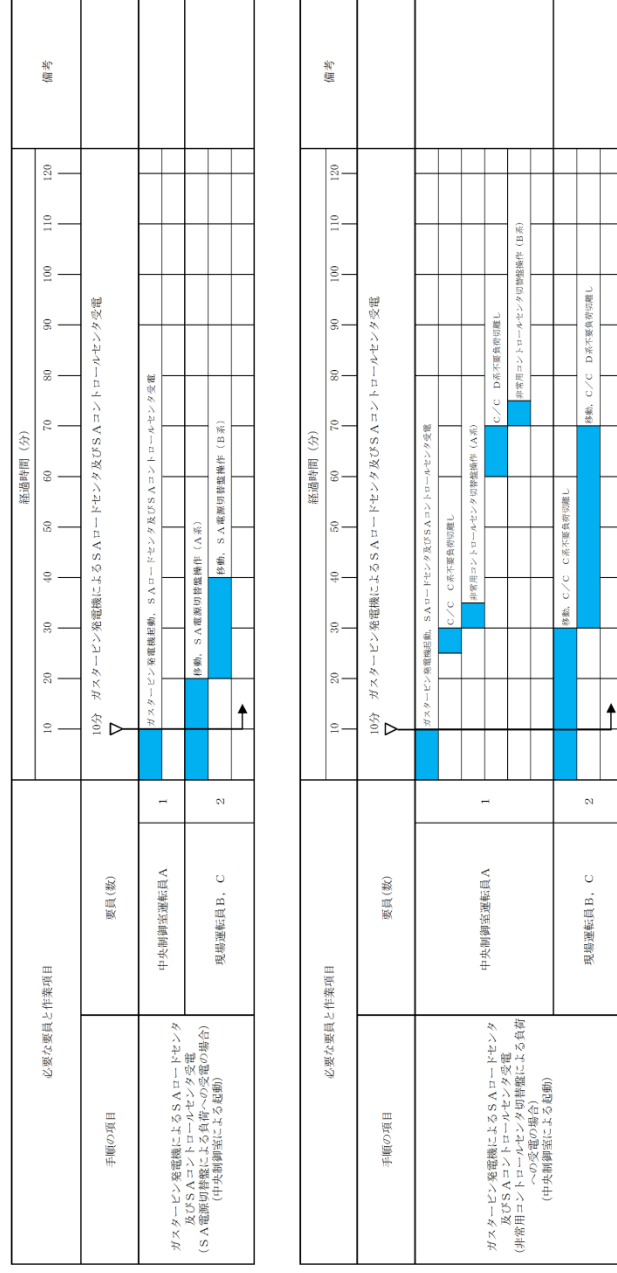 必要な要員と作業項目
経過時間（分）
備考
手順の項目
要員(数)
10 20 30 40 50 60 70 80 90 100 110 120
10分 ガスタービン発電機によるSAロードセンタ及びSAコントロールセンタ受電
ガスタービン発電機によるSAロードセンタ
及びSAコントロールセンタ受電
(SA電源切替盤による負荷への受電の場合)
(中央制御室による起動)
中央制御室運転員A
1
ガスタービン発電機起動，SAロードセンタ及びSAコントロールセンタ受電
現場運転員B，C
2
移動，SA電源切替盤操作（A系）
移動，SA電源切替盤操作（B系）
必要な要員と作業項目
経過時間（分）
備考
手順の項目
要員(数)
10 20 30 40 50 60 70 80 90 100 110 120
10分 ガスタービン発電機によるSAロードセンタ及びSAコントロールセンタ受電
ガスタービン発電機によるSAロードセンタ
及びSAコントロールセンタ受電
(非常用コントロールセンタ切替盤による負荷
への受電の場合)
(中央制御室による起動)
中央制御室運転員A
1
ガスタービン発電機起動，SAロードセンタ及びSAコントロールセンタ受電
C／C C系不要負荷切離し
非常用コントロールセンタ切替盤操作（A系）
C／C D系不要負荷切離し
非常用コントロールセンタ切替盤操作（B系）
現場運転員B，C
2
移動，C／C C系不要負荷切離し
移動，C／C D系不要負荷切離し